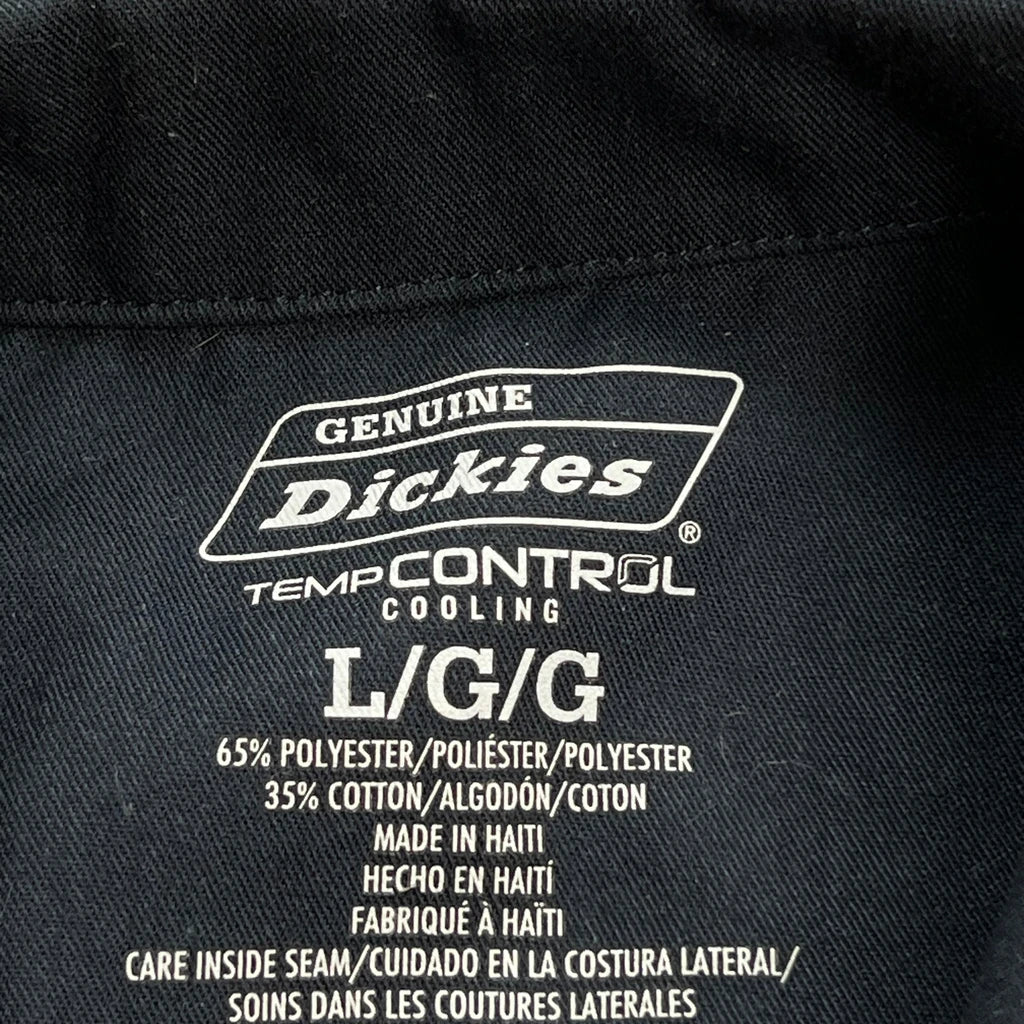 GENUINE
Dickies
®
TEMPCONTROL
COOLING
L/G/G
65% POLYESTER/POLIÉSTER/POLYESTER
35% COTTON/ALGODÓN/COTON
MADE IN HAITI
HECHO EN HAITÍ
FABRIQUÉ À HAÏTI
CARE INSIDE SEAM/CUIDADO EN LA COSTURA LATERAL/
SOINS DANS LES COUTURES LATERALES